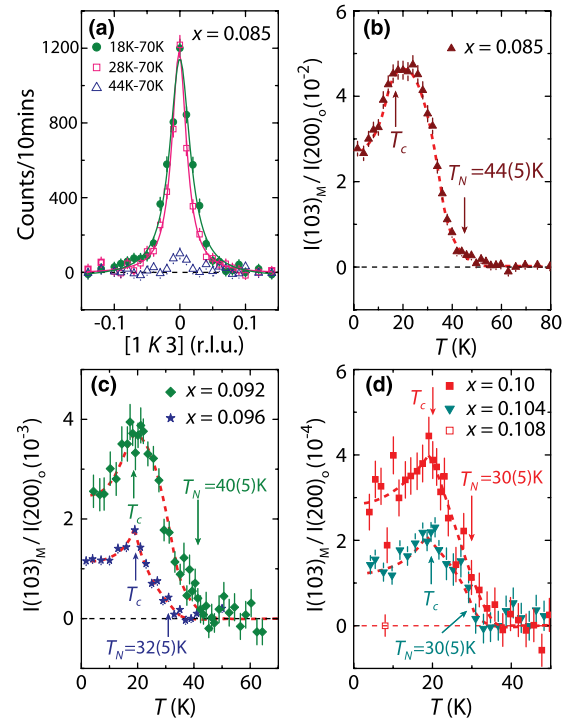 (a)
x = 0.085
18K-70K
28K-70K
44K-70K
1200
800
400
0
Counts/10mins
-0.1
0
0.1
[1 K 3] (r.l.u.)
(b)
x = 0.085
6
4
2
0
I(103)M / I(200)O (10-2)
Tc
TN=44(5)K
0
20
40
60
80
T (K)
(c)
x = 0.092
x = 0.096
4
2
0
I(103)M / I(200)O (10-3)
Tc
TN=40(5)K
Tc
TN=32(5)K
0
20
40
60
T (K)
(d)
x = 0.10
x = 0.104
x = 0.108
6
4
2
0
I(103)M / I(200)O (10-4)
Tc
TN=30(5)K
Tc
TN=30(5)K
0
20
40
T (K)